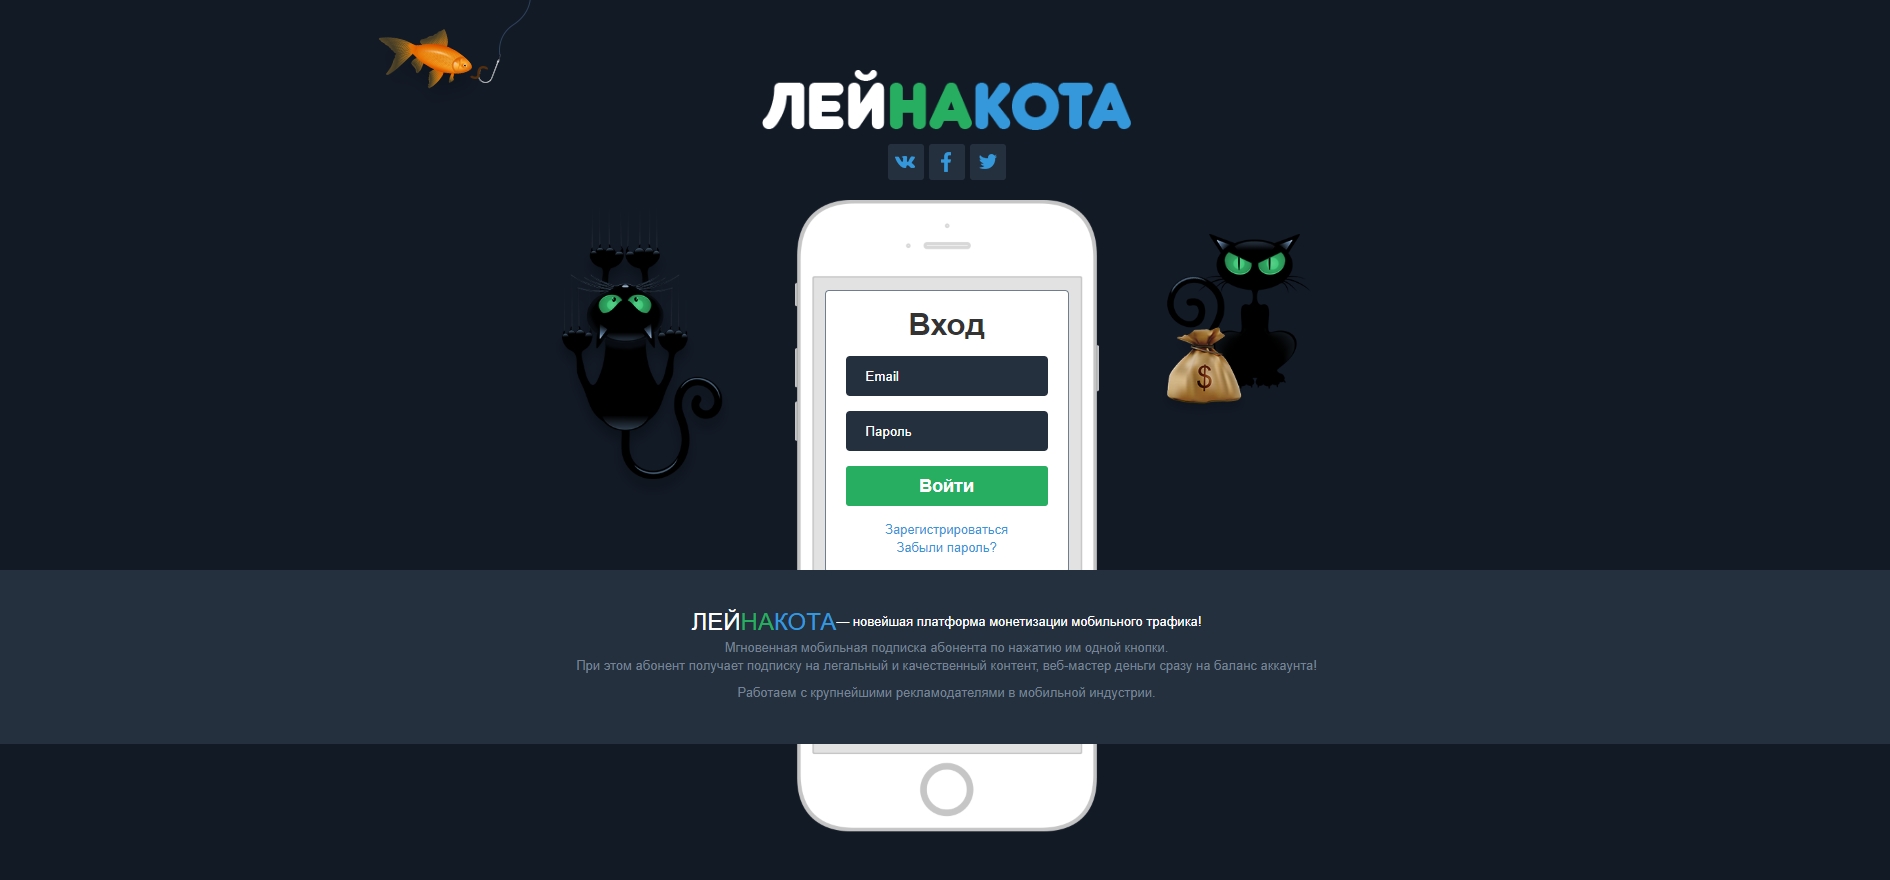 ЛЕЙНАКОТА
Вход
Email
Пароль
Войти
Зарегистрироваться
Забыли пароль?
ЛЕЙНАКОТА— новейшая платформа монетизации мобильного трафика!
Мгновенная мобильная подписка абонента по нажатию им одной кнопки.
При этом абонент получает подписку на легальный и качественный контент, веб-мастер деньги сразу на баланс аккаунта!
Работаем с крупнейшими рекламодателями в мобильной индустрии.